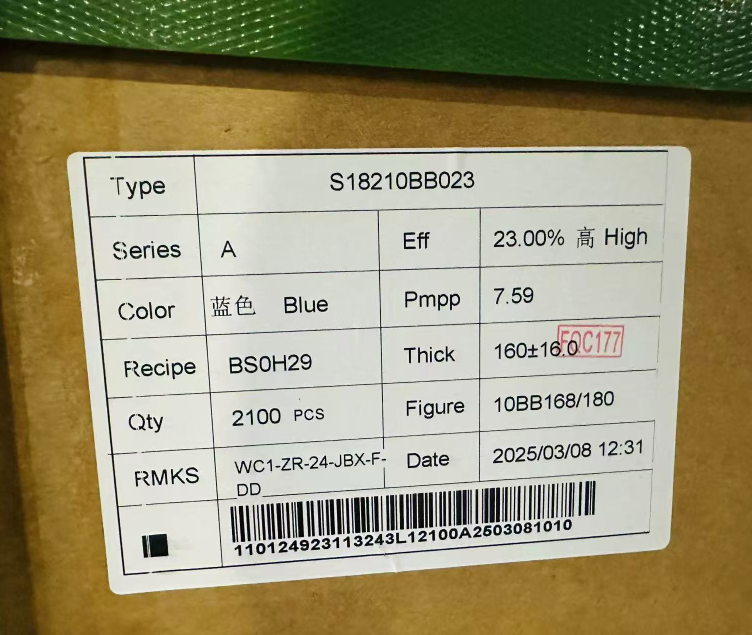 Type S18210BB023
Series A Eff 23.00% 高 High
Color 蓝色 Blue Pmpp 7.59
Recipe BS0H29 Thick 160±16.0 FQC177
Qty 2100 PCS Figure 10BB168/180
RMKS WC1-ZR-24-JBX-F-DD Date 2025/03/08 12:31
110124923113243L12100A2503081010